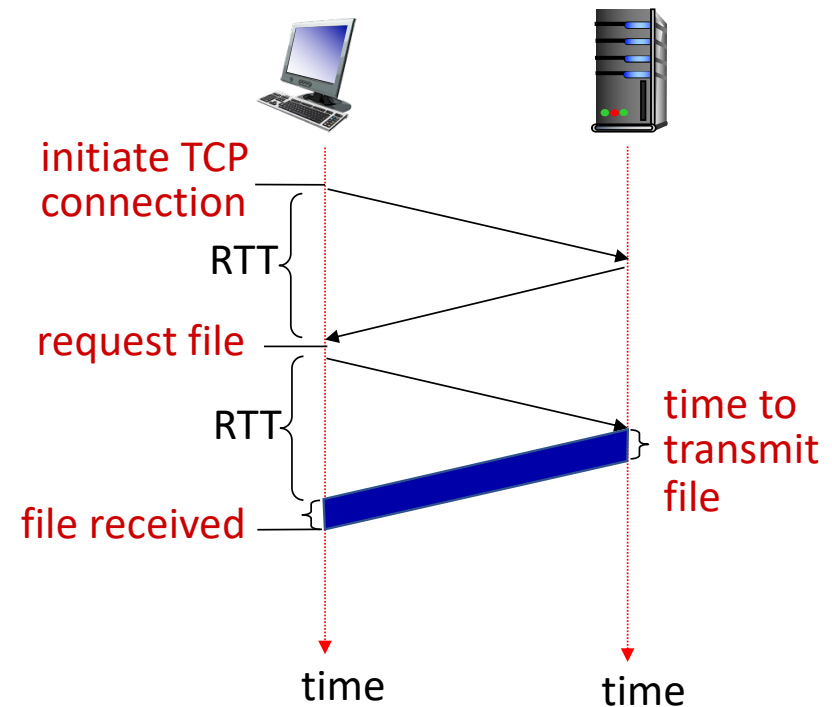 initiate TCP
connection
RTT
request file
RTT
time to
transmit
file
file received
time
time